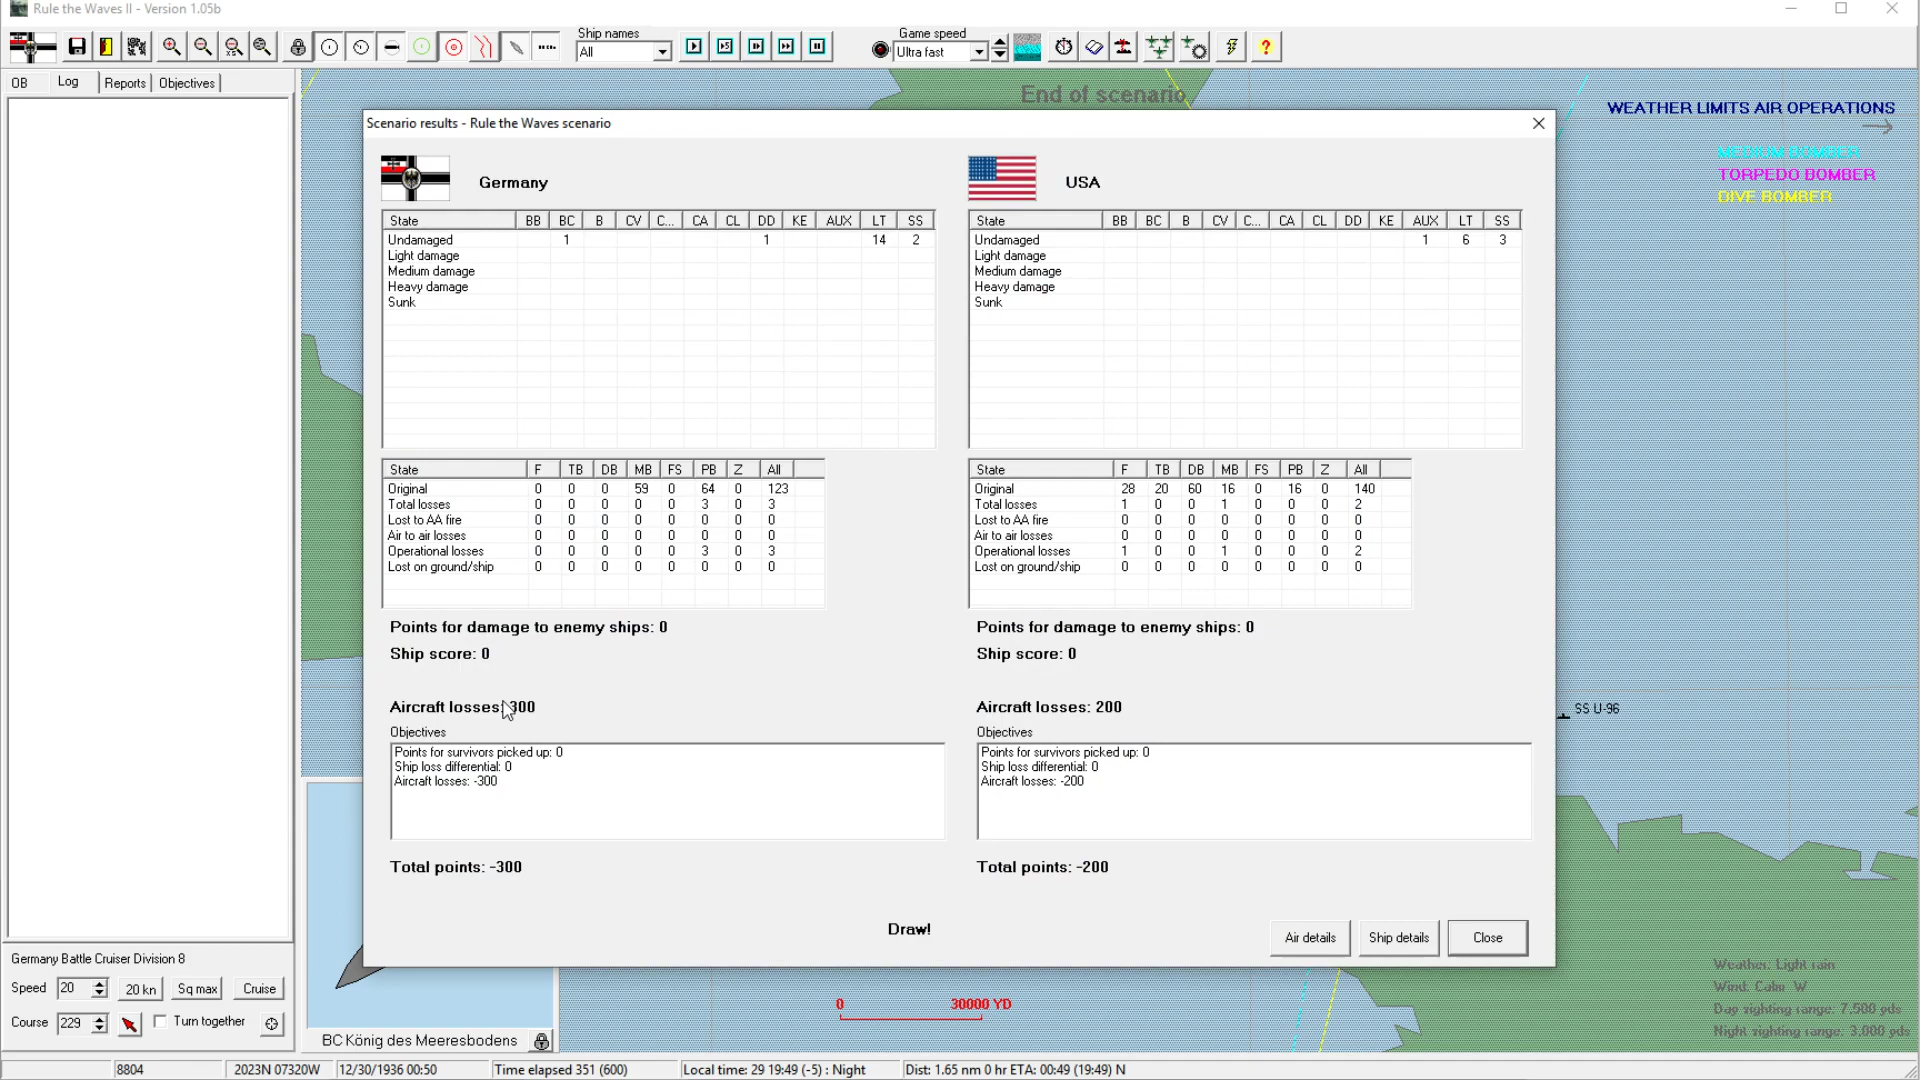 Rule the Waves II - Version 1.05b
Ship names
All
Game speed
Ultra fast
OB Log Reports Objectives
End of scenario
WEATHER LIMITS AIR OPERATIONS
MEDIUM BOMBER
TORPEDO BOMBER
DIVE BOMBER
Scenario results - Rule the Waves scenario
Germany
State BB BC B CV C... CA CL DD KE AUX LT SS
Undamaged 1 1 14 2
Light damage
Medium damage
Heavy damage
Sunk
State F TB DB MB FS PB Z All
Original 0 0 0 59 0 64 0 123
Total losses 0 0 0 0 0 3 0 3
Lost to AA fire 0 0 0 0 0 0 0 0
Air to air losses 0 0 0 0 0 0 0 0
Operational losses 0 0 0 0 0 3 0 3
Lost on ground/ship 0 0 0 0 0 0 0 0
Points for damage to enemy ships: 0
Ship score: 0
Aircraft losses: 300
Objectives
Points for survivors picked up: 0
Ship loss differential: 0
Aircraft losses: -300
Total points: -300
USA
State BB BC B CV C... CA CL DD KE AUX LT SS
Undamaged 1 6 3
Light damage
Medium damage
Heavy damage
Sunk
State F TB DB MB FS PB Z All
Original 28 20 60 16 0 16 0 140
Total losses 1 0 0 1 0 0 0 2
Lost to AA fire 0 0 0 0 0 0 0 0
Air to air losses 0 0 0 0 0 0 0 0
Operational losses 1 0 0 1 0 0 0 2
Lost on ground/ship 0 0 0 0 0 0 0 0
Points for damage to enemy ships: 0
Ship score: 0
Aircraft losses: 200
Objectives
Points for survivors picked up: 0
Ship loss differential: 0
Aircraft losses: -200
Total points: -200
Draw!
Air details Ship details Close
SS U-96
Germany Battle Cruiser Division 8
Speed 20 20 kn Sq max Cruise
Course 229 Turn together
BC König des Meeresbodens
0 30000 YD
Weather: Light rain
Wind: Calm W
Day sighting range: 7,500 yds
Night sighting range: 3,000 yds
8804 2023N 07320W 12/30/1936 00:50 Time elapsed 351 (600) Local time: 29 19:49 (-5) : Night Dist: 1.65 nm 0 hr ETA: 00:49 (19:49) N